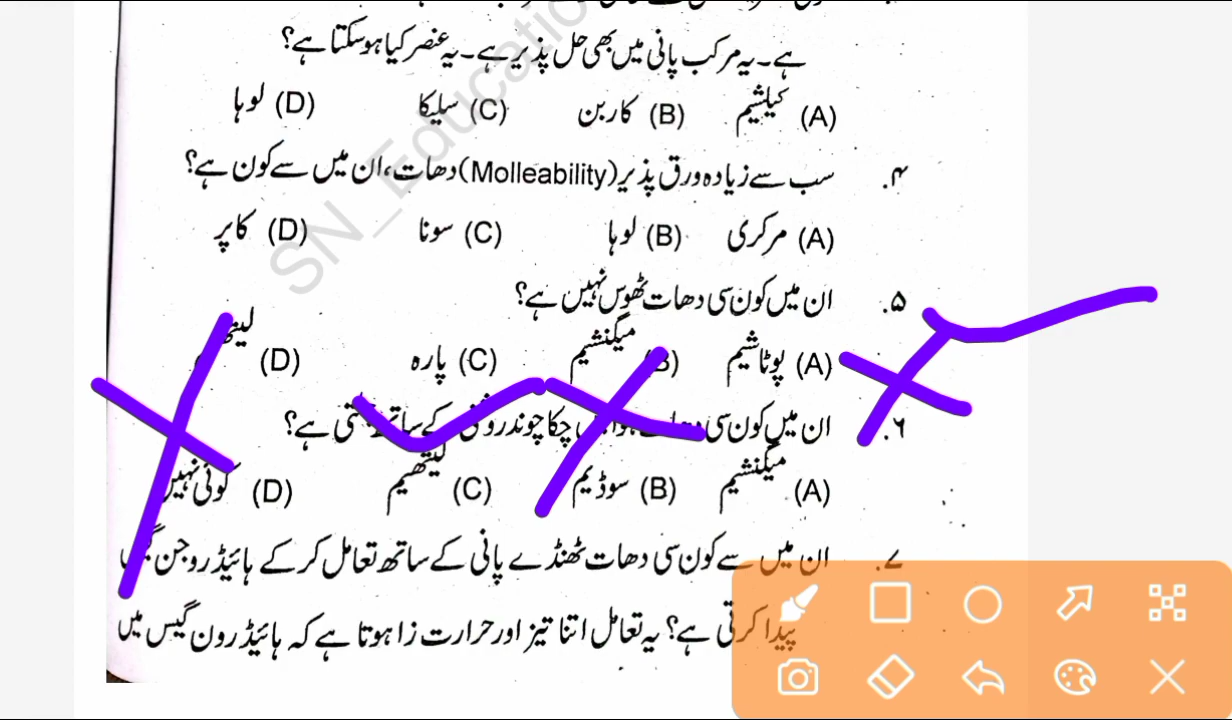 ہے۔ یہ مرکب پانی میں بھی حل پذیر ہے۔ یہ عنصر کیا ہوسکتا ہے؟
(A) کیلشیم (B) کاربن (C) سلیکا (D) لوہا
۴. سب سے زیادہ ورق پذیر (Molleability) دھات، ان میں سے کون ہے؟
(A) مرکری (B) لوہا (C) سونا (D) کاپر
۵. ان میں کون سی دھات ٹھوس نہیں ہے؟
(A) پوٹاشیم (B) میگنشیم (C) پارہ (D)
۶. ان میں کون سی چکا چوند روشنی کے ساتھ ہے؟
(A) میگنشیم (B) سوڈیم (C) لیتھیم (D) کوئی نہیں
۷. ان میں سے کون سی دھات ٹھنڈے پانی کے ساتھ تعامل کر کے ہائیڈروجن گیس
پیدا کرتی ہے؟ یہ تعامل اتنا تیز اور حرارت زا ہوتا ہے کہ ہائیڈرون گیس میں
SN_Educatio